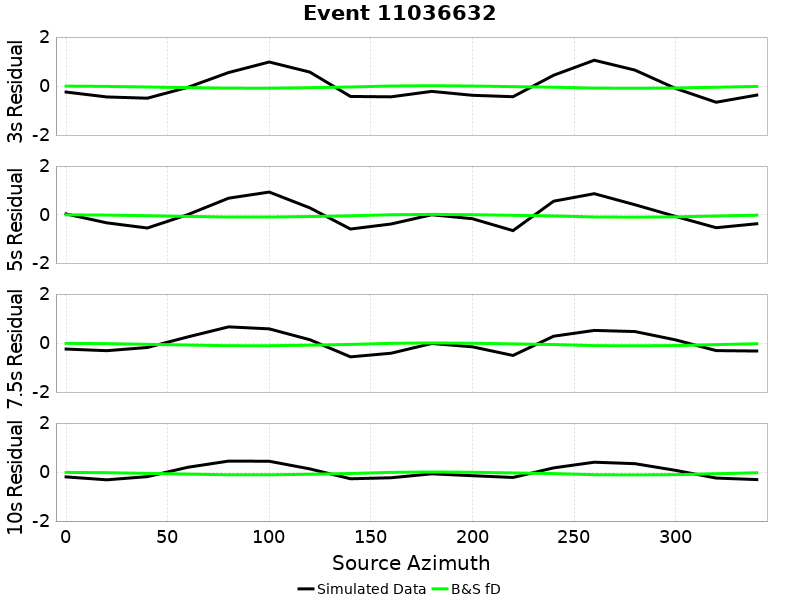 Event 11036632
3s Residual
2
0
-2
5s Residual
2
0
-2
7.5s Residual
2
0
-2
10s Residual
2
0
-2
0 50 100 150 200 250 300
Source Azimuth
Simulated Data B&S fD